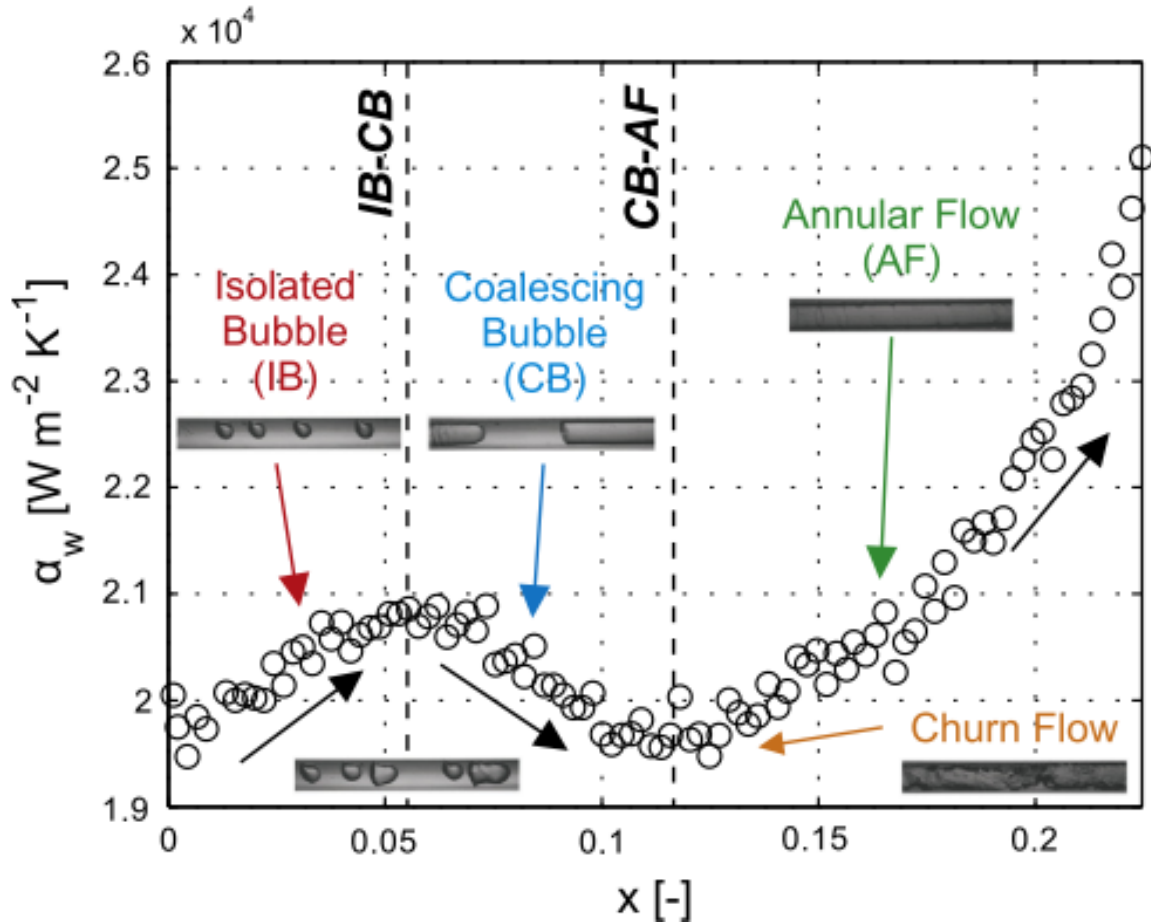 x 10⁴
2.6
2.5
2.4
2.3
2.2
2.1
2
1.9
α_w [W m⁻² K⁻¹]
IB-CB
CB-AF
Isolated
Bubble
(IB)
Coalescing
Bubble
(CB)
Annular Flow
(AF)
Churn Flow
0
0.05
0.1
0.15
0.2
x [-]